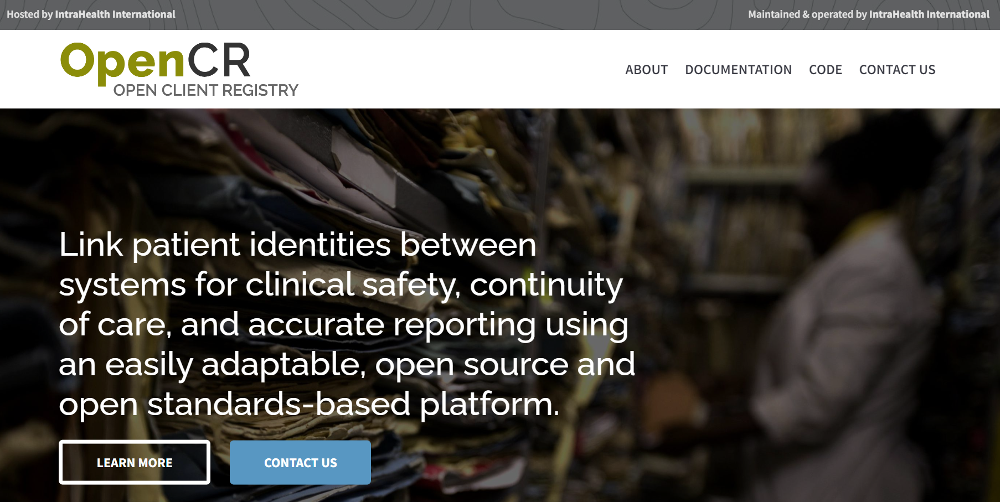 Hosted by IntraHealth International
Maintained & operated by IntraHealth International
OpenCR
OPEN CLIENT REGISTRY
ABOUT
DOCUMENTATION
CODE
CONTACT US
Link patient identities between
systems for clinical safety, continuity
of care, and accurate reporting using
an easily adaptable, open source and
open standards-based platform.
LEARN MORE
CONTACT US